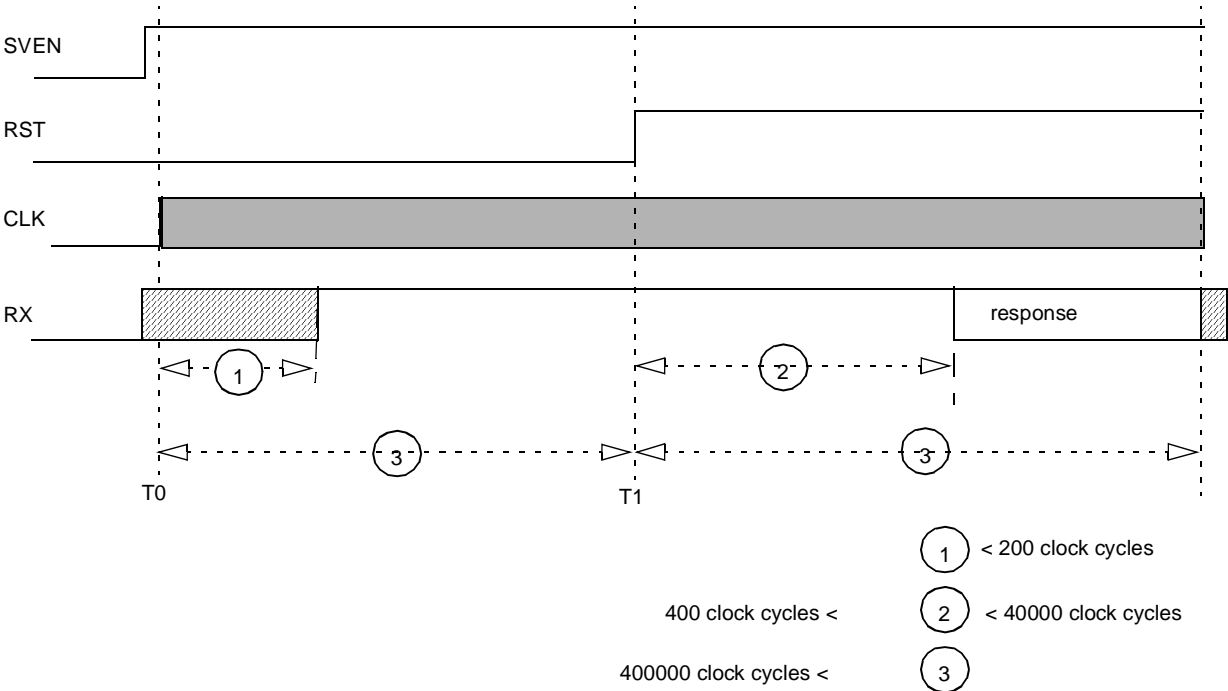 SVEN
RST
CLK
RX
response
1
2
3
3
T0
T1
1 < 200 clock cycles
400 clock cycles < 2 < 40000 clock cycles
400000 clock cycles < 3